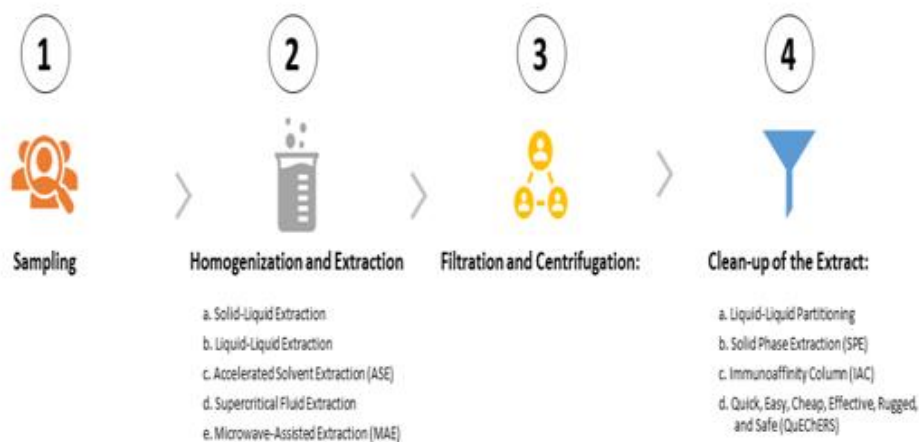 1
2
3
4
Sampling
Homogenization and Extraction
Filtration and Centrifugation:
Clean-up of the Extract:
a. Solid-Liquid Extraction
b. Liquid-Liquid Extraction
c. Accelerated Solvent Extraction (ASE)
d. Supercritical Fluid Extraction
e. Microwave-Assisted Extraction (MAE)
a. Liquid-Liquid Partitioning
b. Solid Phase Extraction (SPE)
c. Immunoaffinity Column (IAC)
d. Quick, Easy, Cheap, Effective, Rugged,
and Safe (QuEChERS)